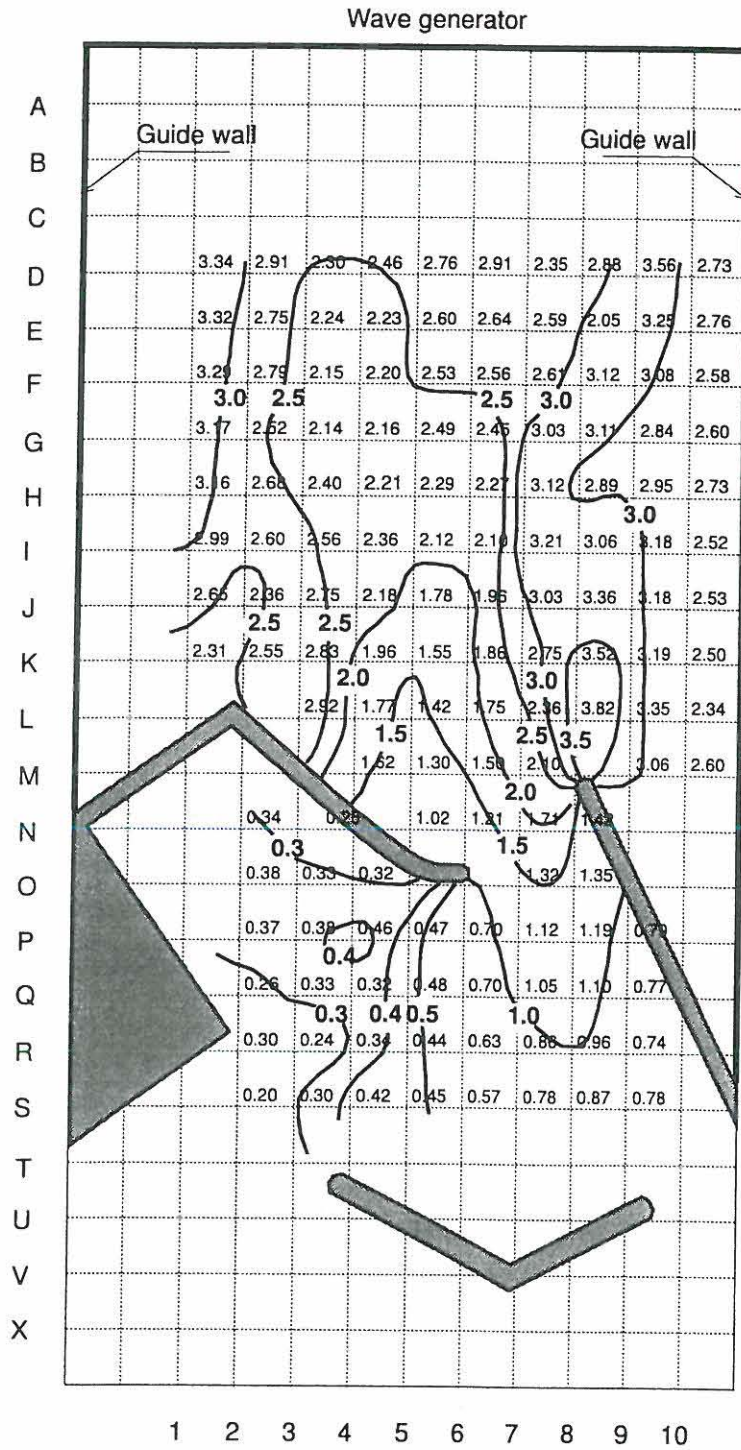 Wave generator
A
Guide wall Guide wall
B
C
D 3.34 2.91 2.30 2.46 2.76 2.91 2.35 2.88 3.56 2.73
E 3.32 2.75 2.24 2.23 2.60 2.64 2.59 2.05 3.25 2.76
F 3.29 2.79 2.15 2.20 2.53 2.56 2.61 3.12 3.08 2.58
3.0 2.5 2.5 3.0
G 3.17 2.52 2.14 2.16 2.49 2.45 3.03 3.11 2.84 2.60
H 3.16 2.68 2.40 2.21 2.29 2.27 3.12 2.89 2.95 2.73
3.0
I 2.99 2.60 2.56 2.36 2.12 2.10 3.21 3.06 3.18 2.52
J 2.65 2.36 2.75 2.18 1.78 1.96 3.03 3.36 3.18 2.53
2.5 2.5
K 2.31 2.55 2.83 1.96 1.55 1.86 2.75 3.52 3.19 2.50
2.0 3.0
L 2.92 1.77 1.42 1.75 2.36 3.82 3.35 2.34
1.5 2.5 3.5
M 1.52 1.30 1.50 2.10 3.06 2.60
2.0
N 0.34 1.02 1.21 1.71 1.42
0.3 1.5
O 0.38 0.33 0.32 1.32 1.35
P 0.37 0.38 0.46 0.47 0.70 1.12 1.19 0.79
0.4
Q 0.26 0.33 0.32 0.48 0.70 1.05 1.10 0.77
0.3 0.4 0.5 1.0
R 0.30 0.24 0.34 0.44 0.63 0.86 0.96 0.74
S 0.20 0.30 0.42 0.45 0.57 0.78 0.87 0.78
T
U
V
X
1 2 3 4 5 6 7 8 9 10